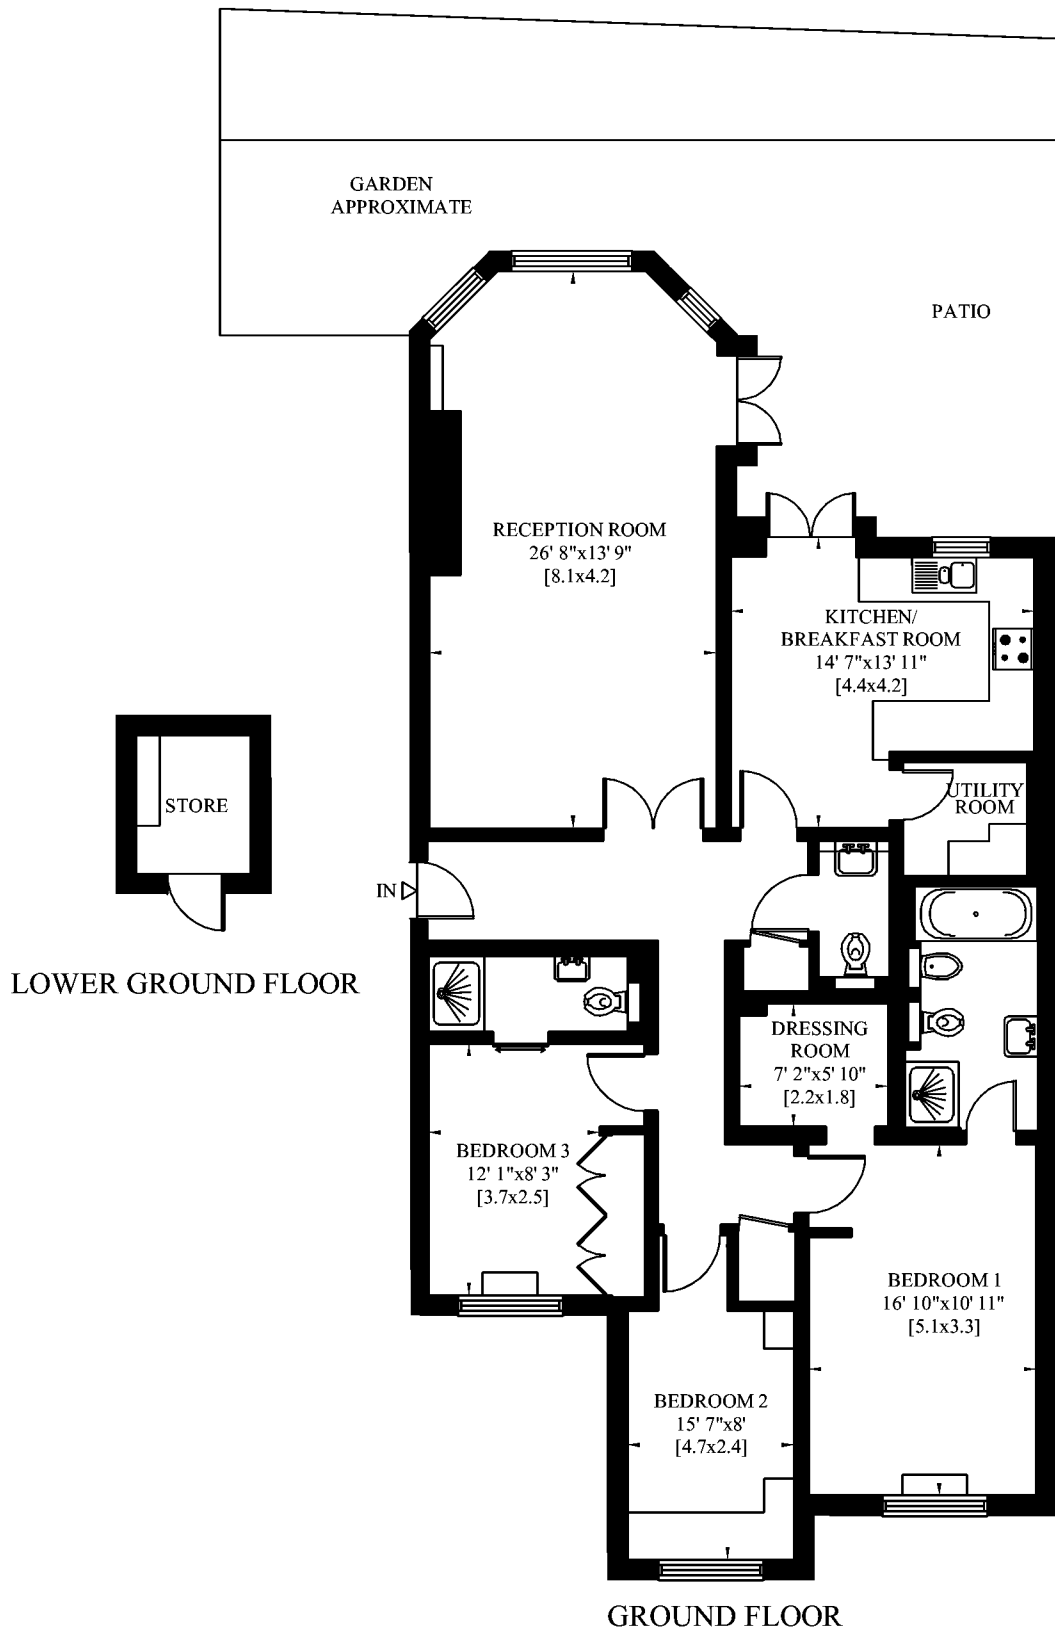 GARDEN
APPROXIMATE
PATIO
RECEPTION ROOM
26' 8"x13' 9"
[8.1x4.2]
KITCHEN/
BREAKFAST ROOM
14' 7"x13' 11"
[4.4x4.2]
UTILITY
ROOM
STORE
IN
LOWER GROUND FLOOR
DRESSING
ROOM
7' 2"x5' 10"
[2.2x1.8]
BEDROOM 3
12' 1"x8' 3"
[3.7x2.5]
BEDROOM 1
16' 10"x10' 11"
[5.1x3.3]
BEDROOM 2
15' 7"x8'
[4.7x2.4]
GROUND FLOOR